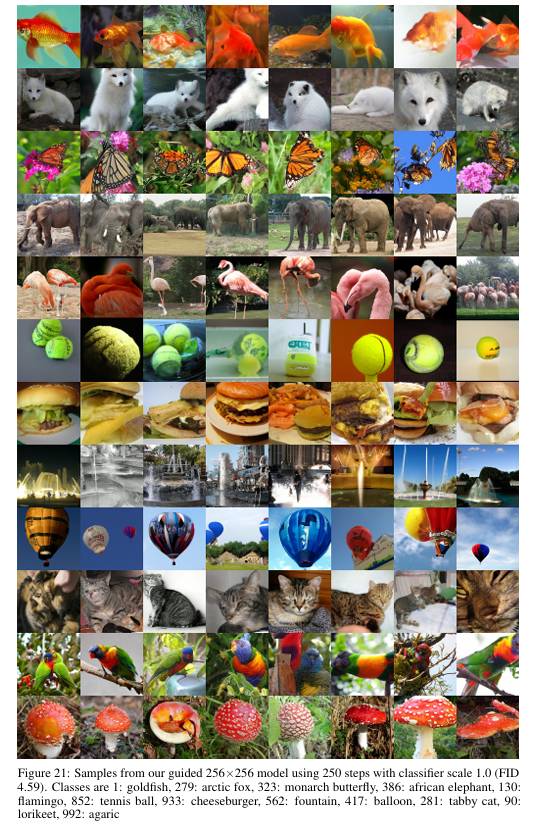 Figure 21: Samples from our guided 256×256 model using 250 steps with classifier scale 1.0 (FID
4.59). Classes are 1: goldfish, 279: arctic fox, 323: monarch butterfly, 386: african elephant, 130:
flamingo, 852: tennis ball, 933: cheeseburger, 562: fountain, 417: balloon, 281: tabby cat, 90:
lorikeet, 992: agaric